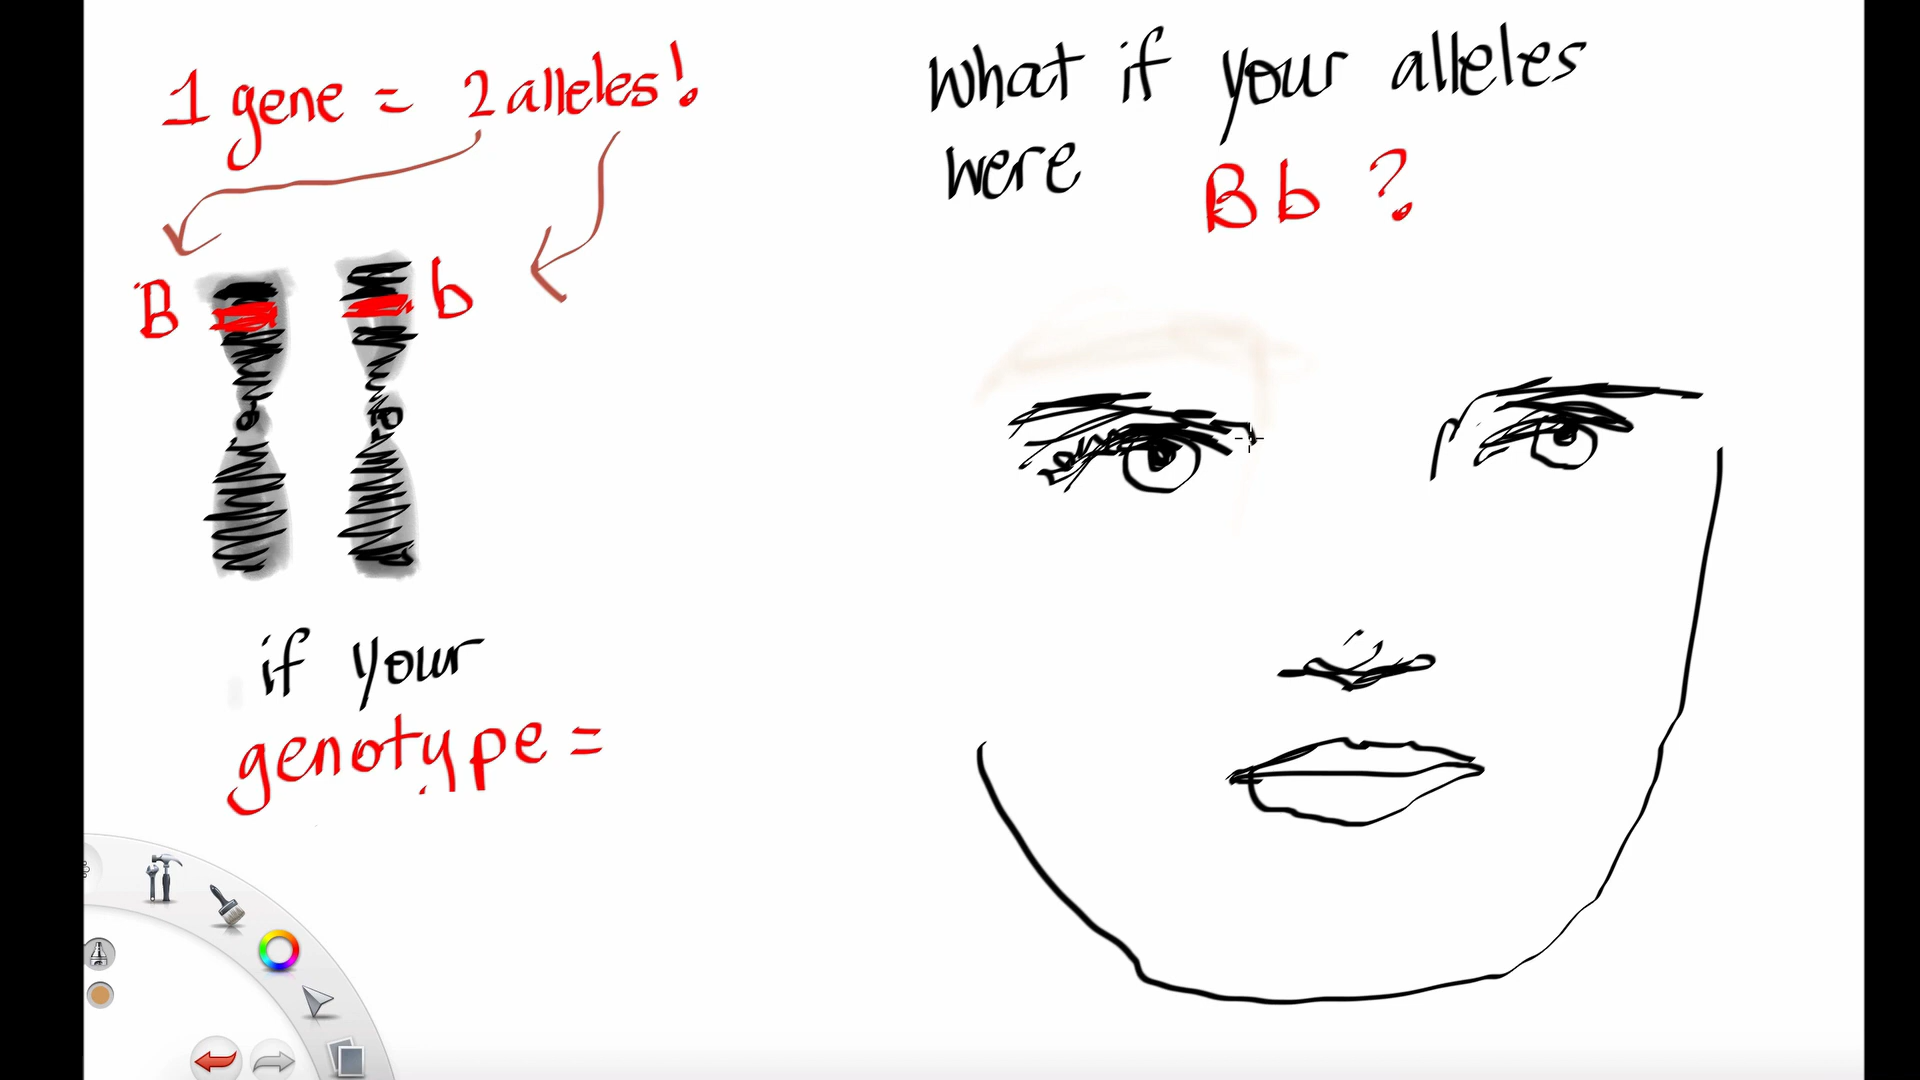 1 gene = 2 alleles!
B
b
if your
genotype =
What if your alleles
were Bb?